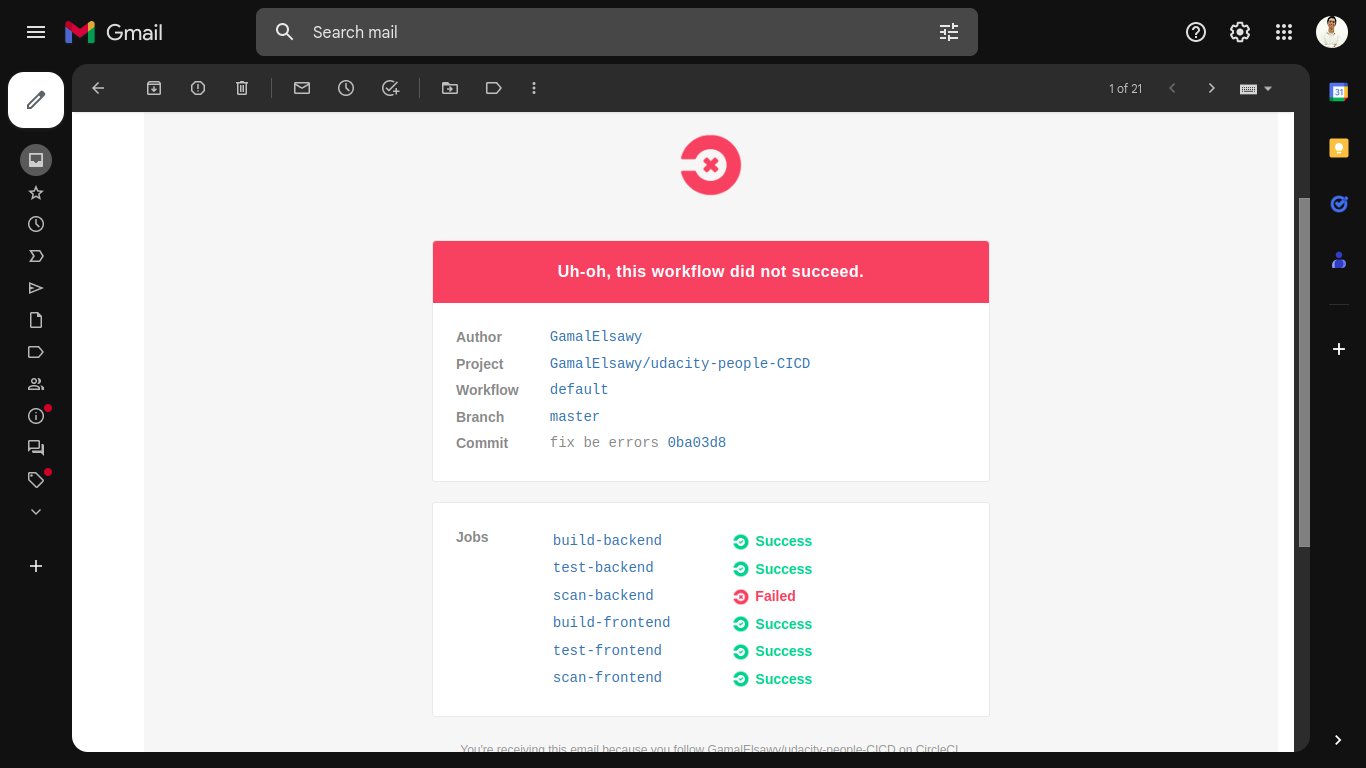 Gmail
Search mail
1 of 21
31
Uh-oh, this workflow did not succeed.
Author GamalElsawy
Project GamalElsawy/udacity-people-CICD
Workflow default
Branch master
Commit fix be errors 0ba03d8
Jobs
build-backend Success
test-backend Success
scan-backend Failed
build-frontend Success
test-frontend Success
scan-frontend Success
You're receiving this email because you follow GamalElsawy/udacity-people-CICD on CircleCI